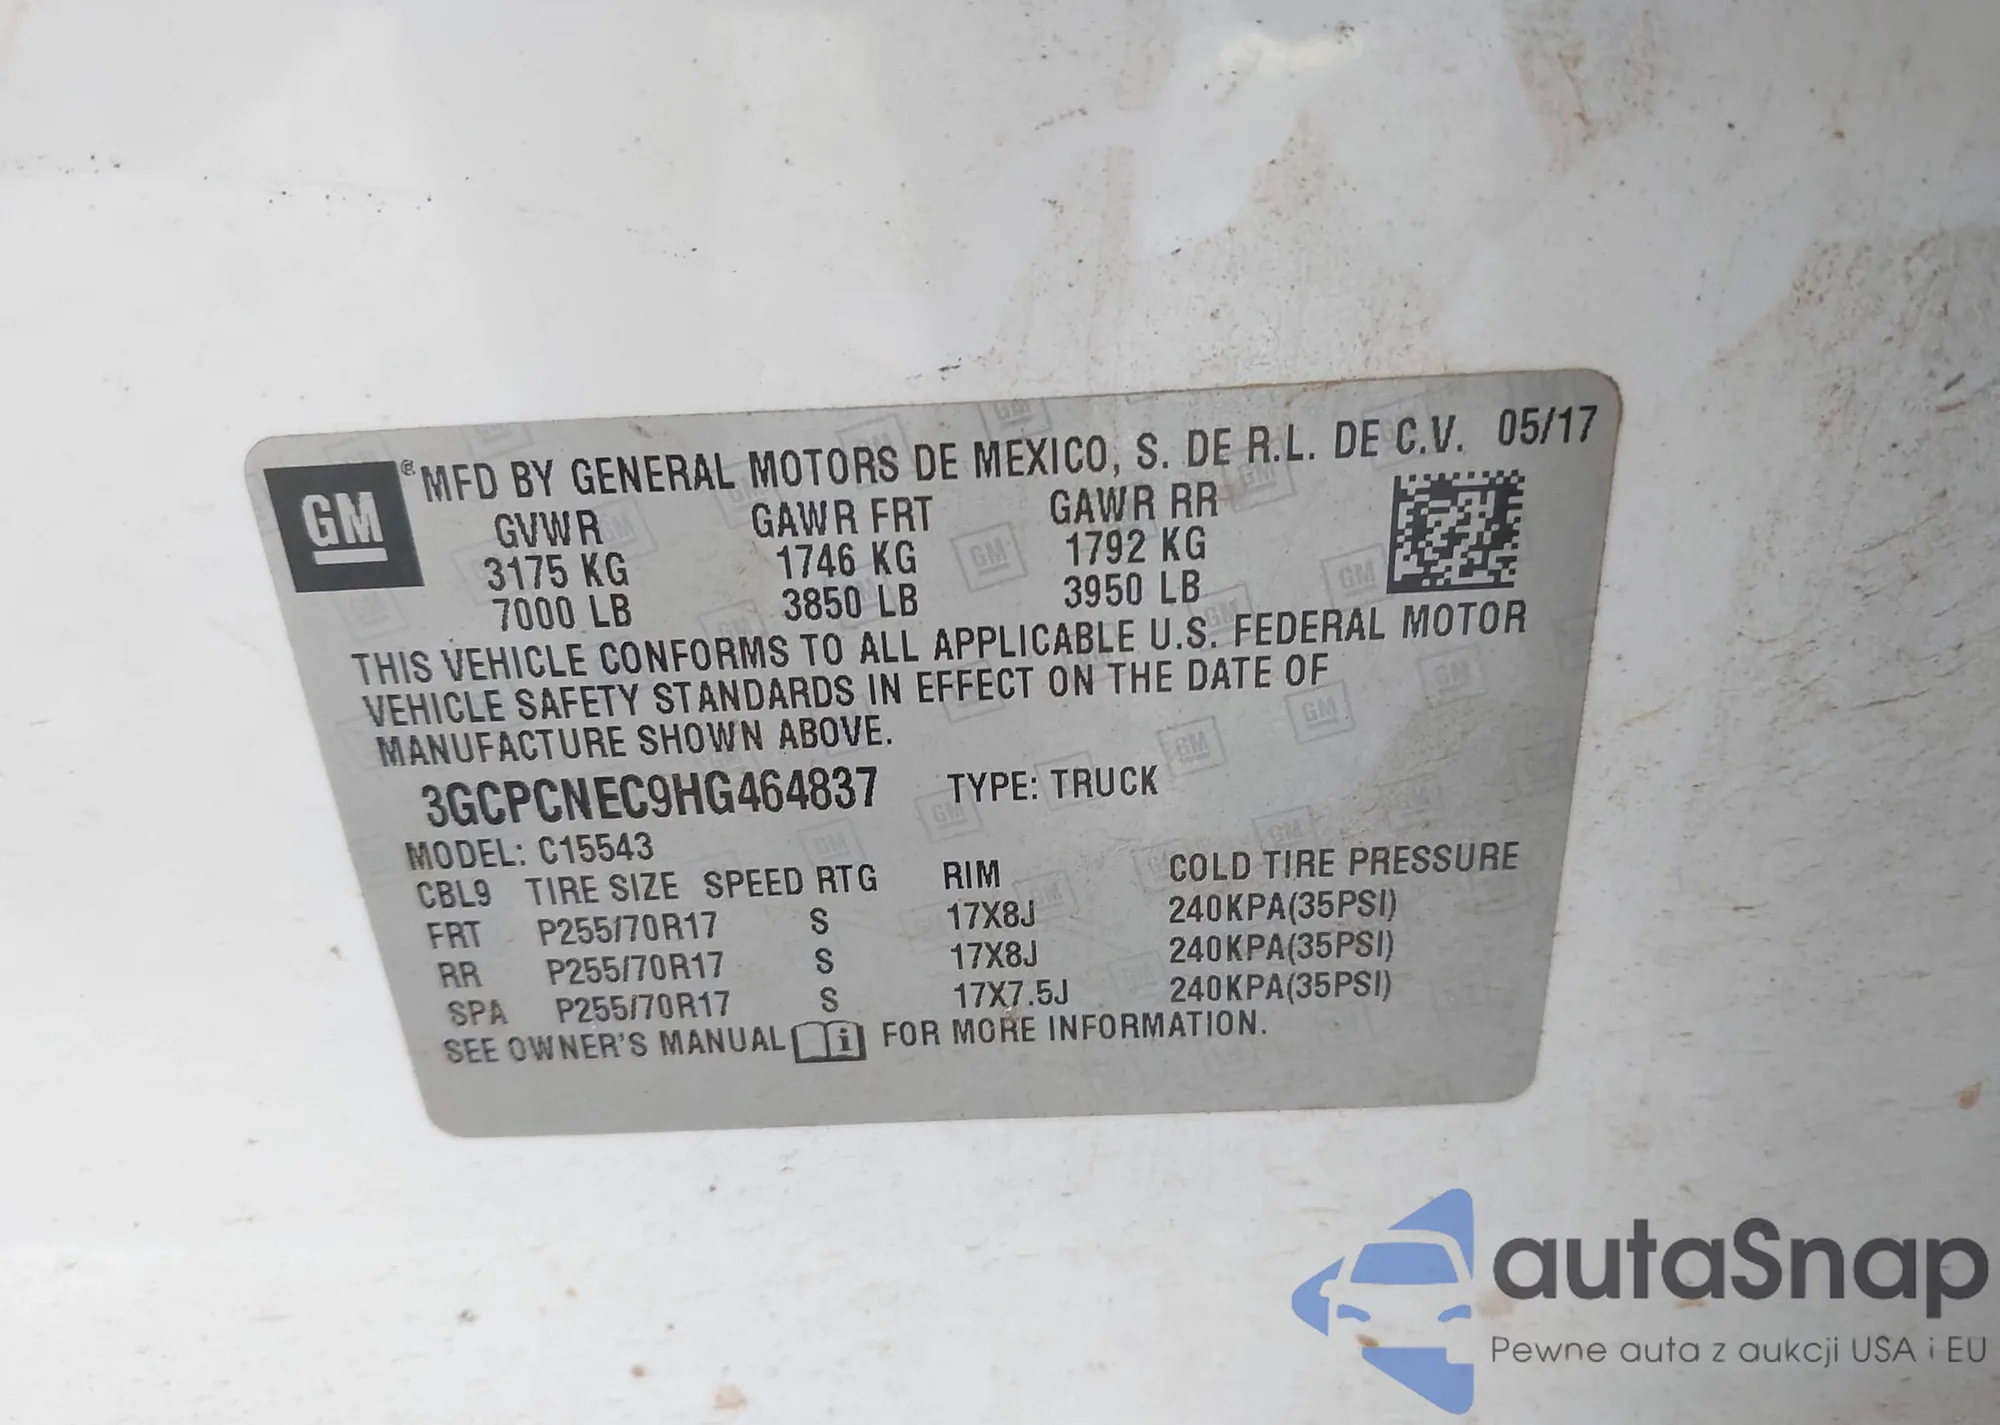 GM ® MFD BY GENERAL MOTORS DE MEXICO, S. DE R.L. DE C.V. 05/17
GVWR GAWR FRT GAWR RR
3175 KG 1746 KG 1792 KG
7000 LB 3850 LB 3950 LB
THIS VEHICLE CONFORMS TO ALL APPLICABLE U.S. FEDERAL MOTOR
VEHICLE SAFETY STANDARDS IN EFFECT ON THE DATE OF
MANUFACTURE SHOWN ABOVE.
3GCPCNEC9HG464837 TYPE: TRUCK
MODEL: C15543
CBL9 TIRE SIZE SPEED RTG RIM COLD TIRE PRESSURE
FRT P255/70R17 S 17X8J 240KPA(35PSI)
RR P255/70R17 S 17X8J 240KPA(35PSI)
SPA P255/70R17 S 17X7.5J 240KPA(35PSI)
SEE OWNER'S MANUAL i FOR MORE INFORMATION.
autaSnap
Pewne auta z aukcji USA i EU